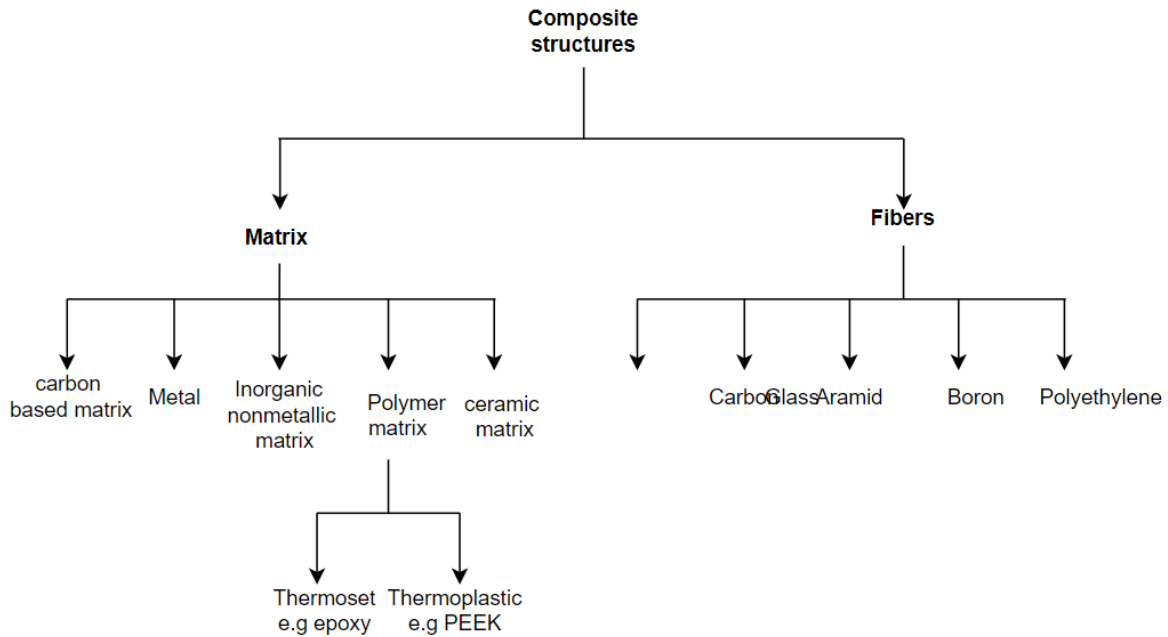 Composite
structures
Matrix
Fibers
carbon
based matrix
Metal
Inorganic
nonmetallic
matrix
Polymer
matrix
ceramic
matrix
Carbon
Glass
Aramid
Boron
Polyethylene
Thermoset
e.g epoxy
Thermoplastic
e.g PEEK